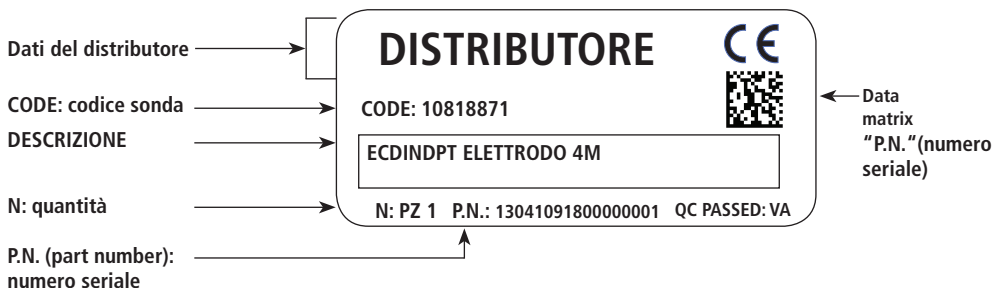 Dati del distributore
DISTRIBUTORE
CE
CODE: codice sonda
CODE: 10818871
Data
matrix
"P.N."(numero
seriale)
DESCRIZIONE
ECDINDPT ELETTRODO 4M
N: quantità
N: PZ 1 P.N.: 13041091800000001 QC PASSED: VA
P.N. (part number):
numero seriale